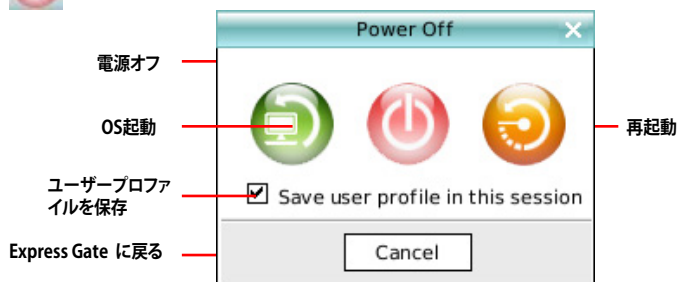 Power Off
電源オフ
OS起動
再起動
ユーザープロファ
イルを保存
Save user profile in this session
Express Gate に戻る
Cancel